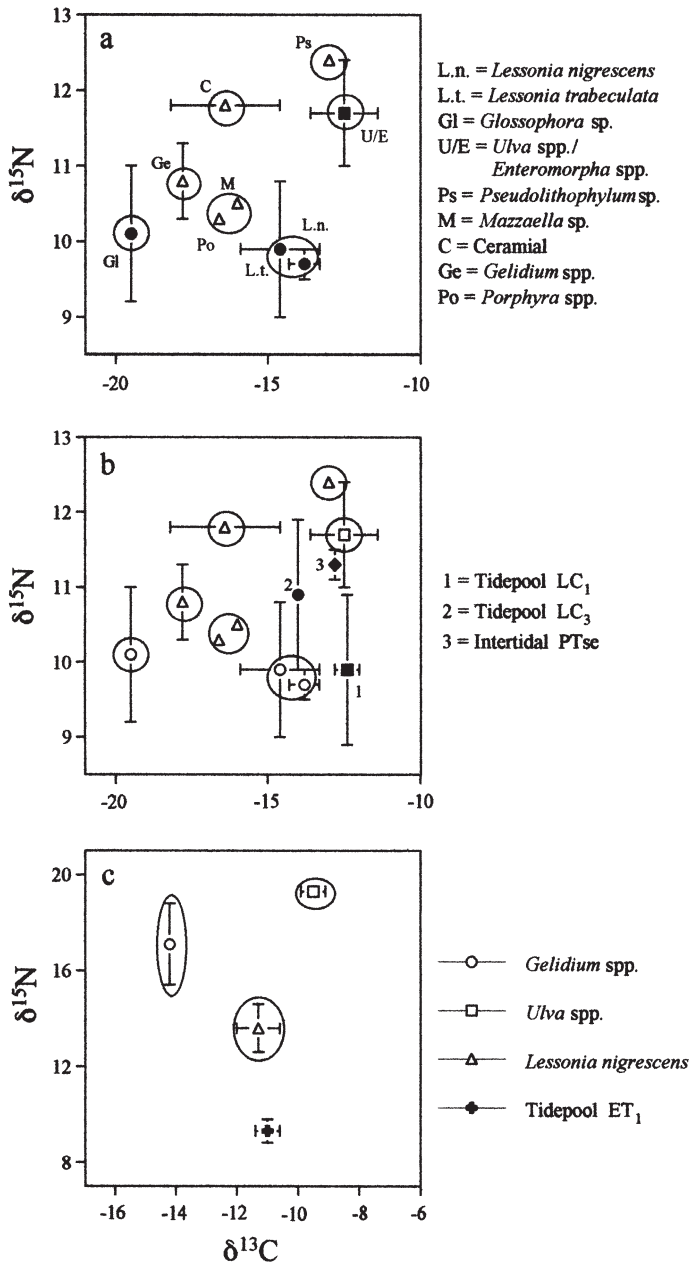 a
δ¹⁵N
13
12
11
10
9
-20
-15
-10
Ps
C
U/E
Ge
M
Po
Gl
L.n.
L.t.
L.n. = Lessonia nigrescens
L.t. = Lessonia trabeculata
Gl = Glossophora sp.
U/E = Ulva spp./
Enteromorpha spp.
Ps = Pseudolithophylum sp.
M = Mazzaella sp.
C = Ceramial
Ge = Gelidium spp.
Po = Porphyra spp.
b
δ¹⁵N
13
12
11
10
9
-20
-15
-10
3
2
1
1 = Tidepool LC₁
2 = Tidepool LC₃
3 = Intertidal PTse
c
δ¹⁵N
20
16
12
8
-16
-14
-12
-10
-8
-6
δ¹³C
Gelidium spp.
Ulva spp.
Lessonia nigrescens
Tidepool ET₁